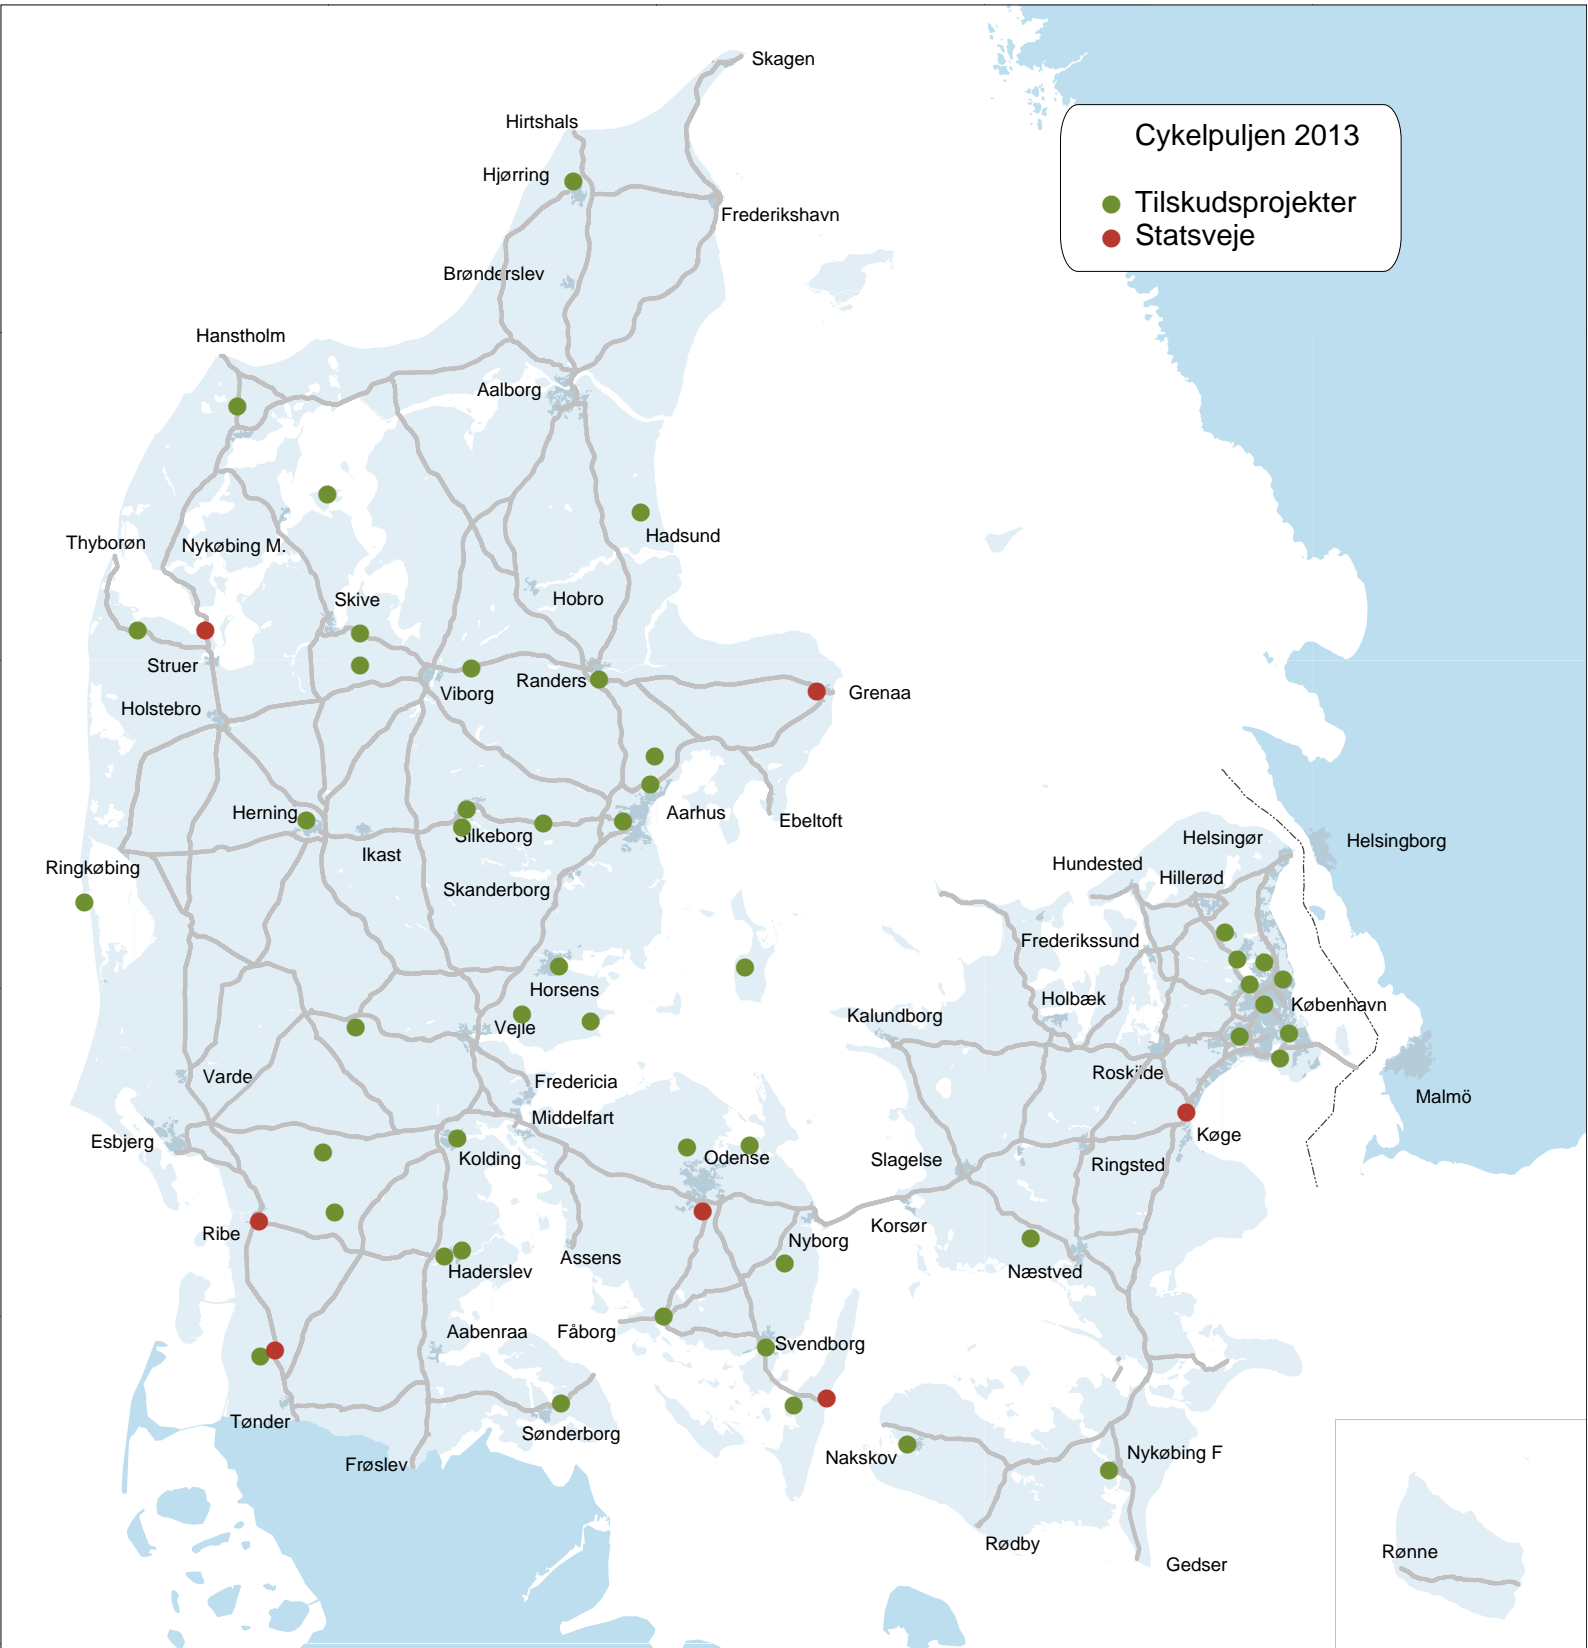 Skagen
Hirtshals
Cykelpuljen 2013
Hjørring
Tilskudsprojekter
Frederikshavn
Statsveje
Brønderslev
Hanstholm
Aalborg
Hadsund
Thyborøn
Nykøbing M.
Skive
Hobro
Struer
Randers
Viborg
Grenaa
Holstebro
Herning
Aarhus
Ebeltoft
Silkeborg
Helsingør
Helsingborg
Ikast
Hundested
Ringkøbing
Hillerød
Skanderborg
Frederikssund
Horsens
Holbæk
København
Kalundborg
Vejle
Roskilde
Varde
Fredericia
Malmö
Middelfart
Esbjerg
Køge
Kolding
Odense
Slagelse
Ringsted
Korsør
Ribe
Nyborg
Assens
Haderslev
Næstved
Aabenraa
Fåborg
Svendborg
Tønder
Sønderborg
Nykøbing F
Nakskov
Frøslev
Rødby
Rønne
Gedser